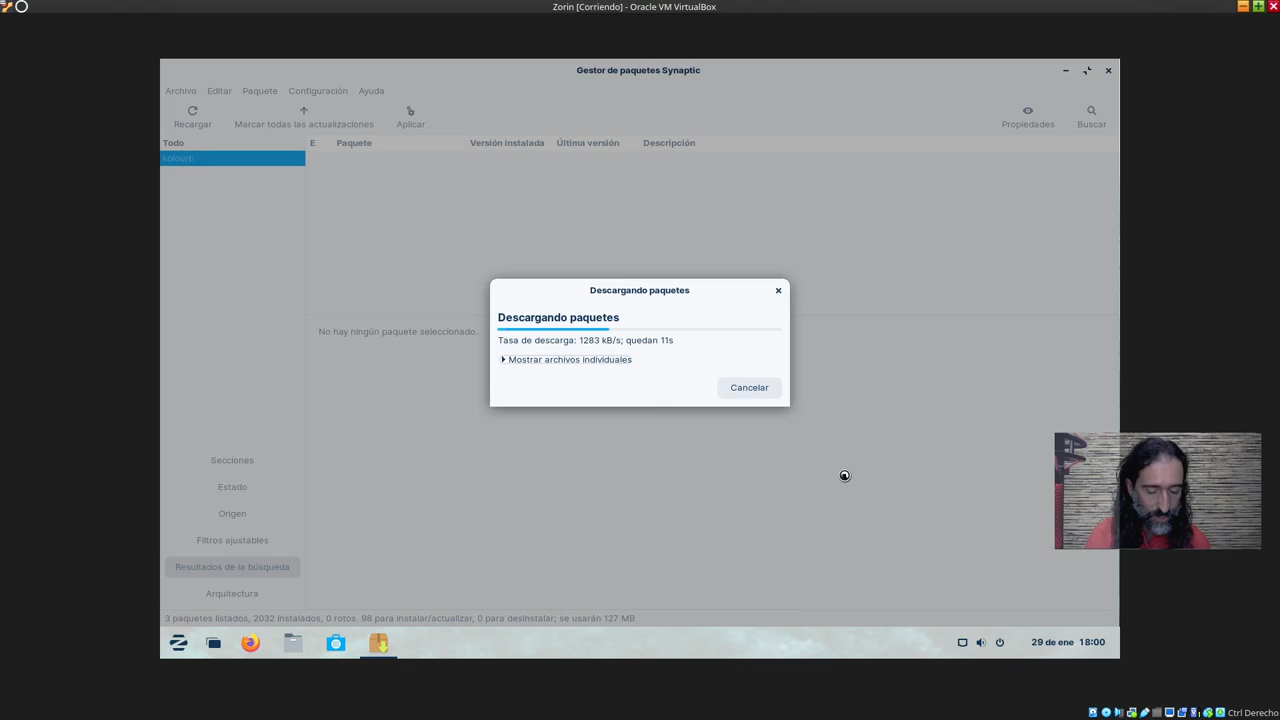 Zorin [Corriendo] - Oracle VM VirtualBox
Gestor de paquetes Synaptic
Archivo Editar Paquete Configuración Ayuda
Recargar Marcar todas las actualizaciones Aplicar Propiedades Buscar
Todo E Paquete Versión instalada Última versión Descripción
kolourp
Descargando paquetes
Descargando paquetes
No hay ningún paquete seleccionado.
Tasa de descarga: 1283 kB/s; quedan 11s
Mostrar archivos individuales
Cancelar
Secciones
Estado
Origen
Filtros ajustables
Resultados de la búsqueda
Arquitectura
3 paquetes listados, 2032 instalados, 0 rotos. 98 para instalar/actualizar, 0 para desinstalar; se usarán 127 MB
29 de ene 18:00
Ctrl Derecho